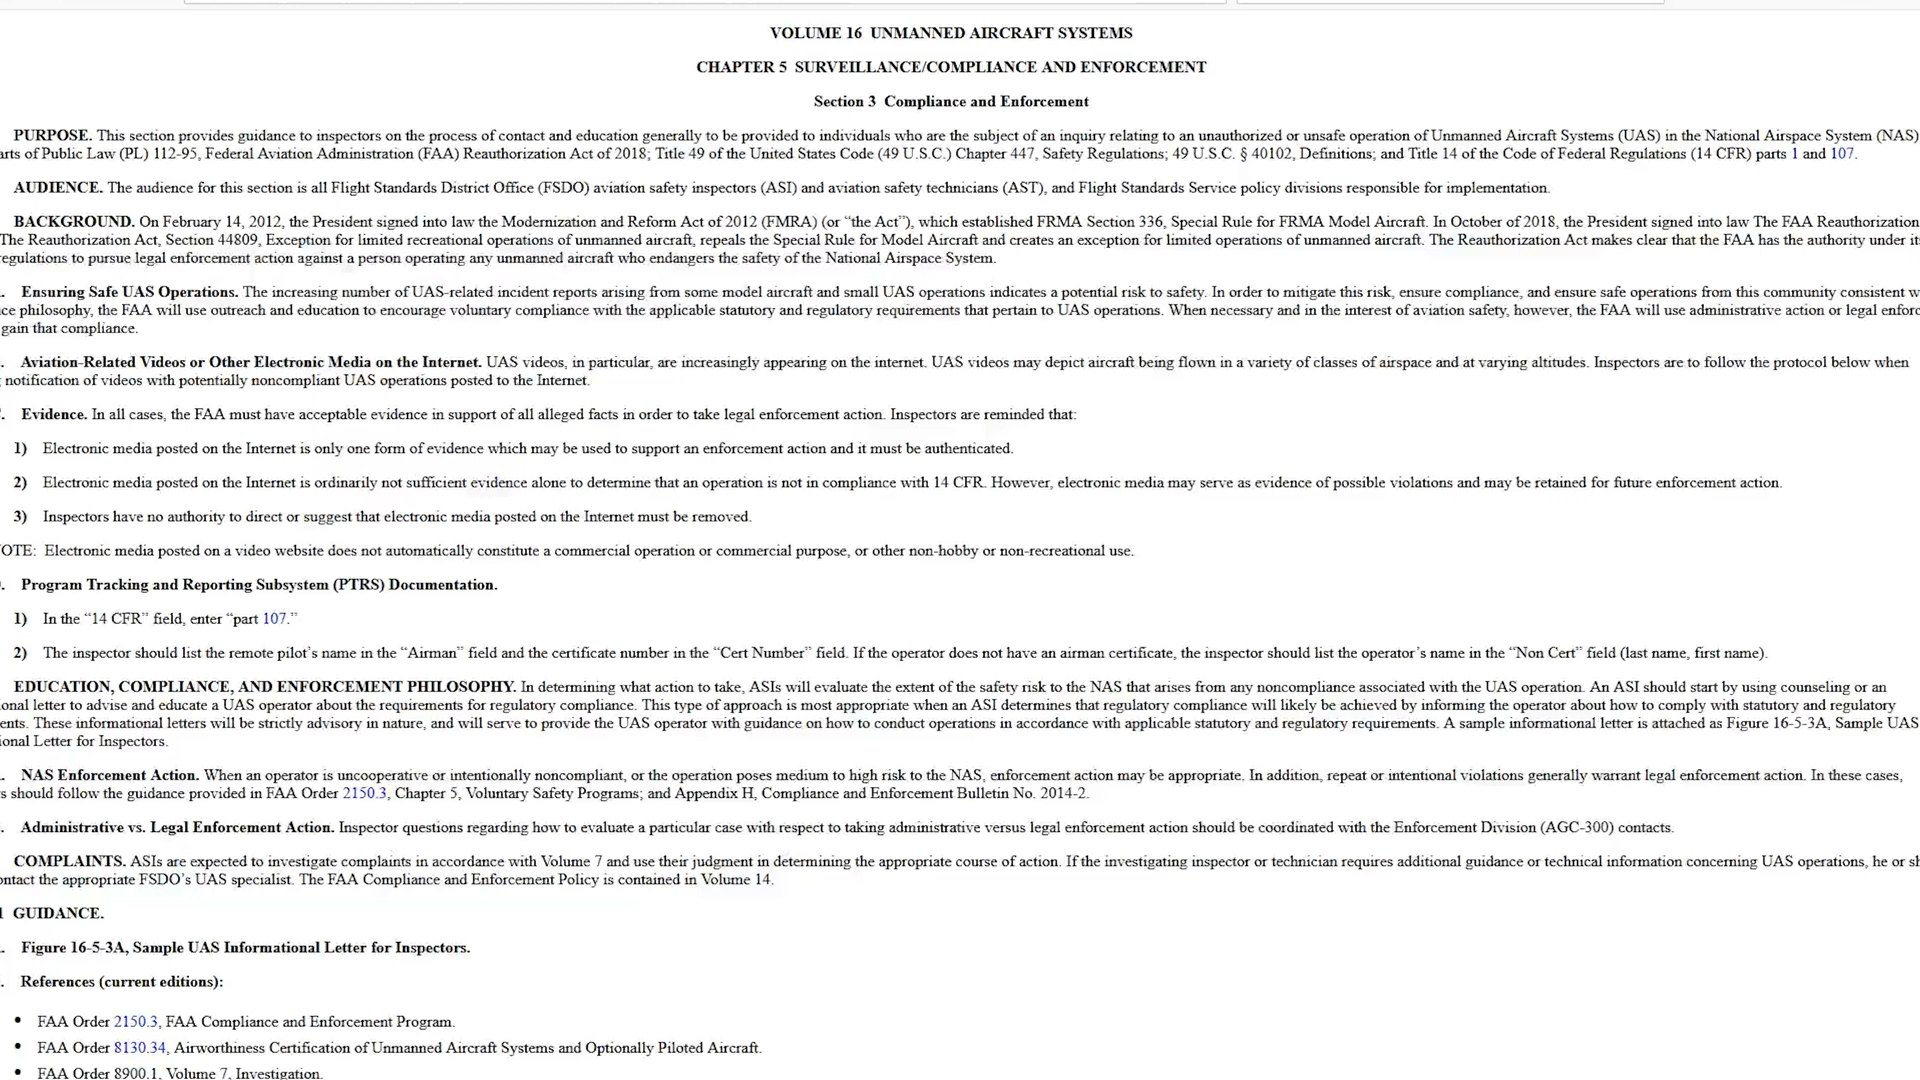 VOLUME 16 UNMANNED AIRCRAFT SYSTEMS
CHAPTER 5 SURVEILLANCE/COMPLIANCE AND ENFORCEMENT
Section 3 Compliance and Enforcement
PURPOSE. This section provides guidance to inspectors on the process of contact and education generally to be provided to individuals who are the subject of an inquiry relating to an unauthorized or unsafe operation of Unmanned Aircraft Systems (UAS) in the National Airspace System (NAS)
arts of Public Law (PL) 112-95, Federal Aviation Administration (FAA) Reauthorization Act of 2018; Title 49 of the United States Code (49 U.S.C.) Chapter 447, Safety Regulations; 49 U.S.C. § 40102, Definitions; and Title 14 of the Code of Federal Regulations (14 CFR) parts 1 and 107.
AUDIENCE. The audience for this section is all Flight Standards District Office (FSDO) aviation safety inspectors (ASI) and aviation safety technicians (AST), and Flight Standards Service policy divisions responsible for implementation.
BACKGROUND. On February 14, 2012, the President signed into law the Modernization and Reform Act of 2012 (FMRA) (or “the Act”), which established FRMA Section 336, Special Rule for FRMA Model Aircraft. In October of 2018, the President signed into law The FAA Reauthorization
The Reauthorization Act, Section 44809, Exception for limited recreational operations of unmanned aircraft, repeals the Special Rule for Model Aircraft and creates an exception for limited operations of unmanned aircraft. The Reauthorization Act makes clear that the FAA has the authority under it
egulations to pursue legal enforcement action against a person operating any unmanned aircraft who endangers the safety of the National Airspace System.
. Ensuring Safe UAS Operations. The increasing number of UAS-related incident reports arising from some model aircraft and small UAS operations indicates a potential risk to safety. In order to mitigate this risk, ensure compliance, and ensure safe operations from this community consistent w
ce philosophy, the FAA will use outreach and education to encourage voluntary compliance with the applicable statutory and regulatory requirements that pertain to UAS operations. When necessary and in the interest of aviation safety, however, the FAA will use administrative action or legal enforc
gain that compliance.
. Aviation-Related Videos or Other Electronic Media on the Internet. UAS videos, in particular, are increasingly appearing on the internet. UAS videos may depict aircraft being flown in a variety of classes of airspace and at varying altitudes. Inspectors are to follow the protocol below when
notification of videos with potentially noncompliant UAS operations posted to the Internet.
. Evidence. In all cases, the FAA must have acceptable evidence in support of all alleged facts in order to take legal enforcement action. Inspectors are reminded that:
1) Electronic media posted on the Internet is only one form of evidence which may be used to support an enforcement action and it must be authenticated.
2) Electronic media posted on the Internet is ordinarily not sufficient evidence alone to determine that an operation is not in compliance with 14 CFR. However, electronic media may serve as evidence of possible violations and may be retained for future enforcement action.
3) Inspectors have no authority to direct or suggest that electronic media posted on the Internet must be removed.
OTE: Electronic media posted on a video website does not automatically constitute a commercial operation or commercial purpose, or other non-hobby or non-recreational use.
. Program Tracking and Reporting Subsystem (PTRS) Documentation.
1) In the “14 CFR” field, enter “part 107.”
2) The inspector should list the remote pilot’s name in the “Airman” field and the certificate number in the “Cert Number” field. If the operator does not have an airman certificate, the inspector should list the operator’s name in the “Non Cert” field (last name, first name).
EDUCATION, COMPLIANCE, AND ENFORCEMENT PHILOSOPHY. In determining what action to take, ASIs will evaluate the extent of the safety risk to the NAS that arises from any noncompliance associated with the UAS operation. An ASI should start by using counseling or an
onal letter to advise and educate a UAS operator about the requirements for regulatory compliance. This type of approach is most appropriate when an ASI determines that regulatory compliance will likely be achieved by informing the operator about how to comply with statutory and regulatory
ents. These informational letters will be strictly advisory in nature, and will serve to provide the UAS operator with guidance on how to conduct operations in accordance with applicable statutory and regulatory requirements. A sample informational letter is attached as Figure 16-5-3A, Sample UAS
ional Letter for Inspectors.
. NAS Enforcement Action. When an operator is uncooperative or intentionally noncompliant, or the operation poses medium to high risk to the NAS, enforcement action may be appropriate. In addition, repeat or intentional violations generally warrant legal enforcement action. In these cases,
s should follow the guidance provided in FAA Order 2150.3, Chapter 5, Voluntary Safety Programs; and Appendix H, Compliance and Enforcement Bulletin No. 2014-2.
. Administrative vs. Legal Enforcement Action. Inspector questions regarding how to evaluate a particular case with respect to taking administrative versus legal enforcement action should be coordinated with the Enforcement Division (AGC-300) contacts.
COMPLAINTS. ASIs are expected to investigate complaints in accordance with Volume 7 and use their judgment in determining the appropriate course of action. If the investigating inspector or technician requires additional guidance or technical information concerning UAS operations, he or sh
ontact the appropriate FSDO’s UAS specialist. The FAA Compliance and Enforcement Policy is contained in Volume 14.
1 GUIDANCE.
. Figure 16-5-3A, Sample UAS Informational Letter for Inspectors.
. References (current editions):
• FAA Order 2150.3, FAA Compliance and Enforcement Program.
• FAA Order 8130.34, Airworthiness Certification of Unmanned Aircraft Systems and Optionally Piloted Aircraft.
• FAA Order 8900.1, Volume 7, Investigation.